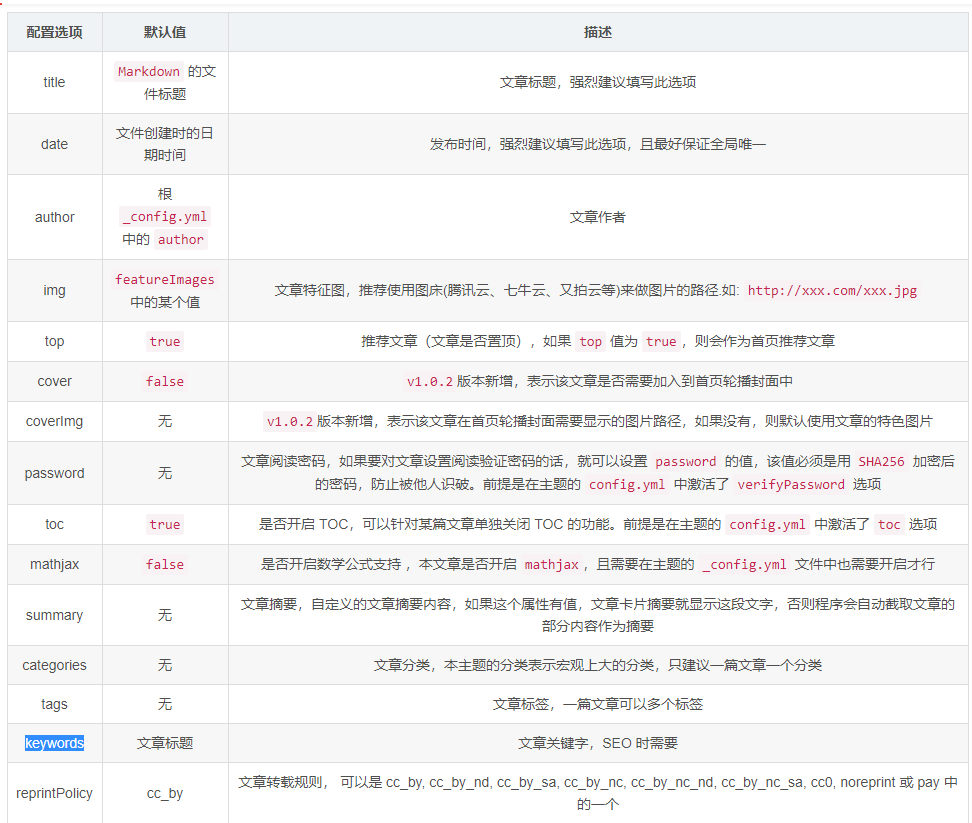 配置选项 默认值 描述
title Markdown 的文件标题 文章标题，强烈建议填写此选项
date 文件创建时的日期时间 发布时间，强烈建议填写此选项，且最好保证全局唯一
author 根 _config.yml 中的 author 文章作者
img featureImages 中的某个值 文章特征图，推荐使用图床(腾讯云、七牛云、又拍云等)来做图片的路径.如: http://xxx.com/xxx.jpg
top true 推荐文章（文章是否置顶），如果 top 值为 true，则会作为首页推荐文章
cover false v1.0.2版本新增，表示该文章是否需要加入到首页轮播封面中
coverImg 无 v1.0.2版本新增，表示该文章在首页轮播封面需要显示的图片路径，如果没有，则默认使用文章的特色图片
password 无 文章阅读密码，如果要对文章设置阅读验证密码的话，就可以设置 password 的值，该值必须是用 SHA256 加密后的密码，防止被他人识破。前提是在主题的 config.yml 中激活了 verifyPassword 选项
toc true 是否开启 TOC，可以针对某篇文章单独关闭 TOC 的功能。前提是在主题的 config.yml 中激活了 toc 选项
mathjax false 是否开启数学公式支持 ，本文章是否开启 mathjax，且需要在主题的 _config.yml 文件中也需要开启才行
summary 无 文章摘要，自定义的文章摘要内容，如果这个属性有值，文章卡片摘要就显示这段文字，否则程序会自动截取文章的部分内容作为摘要
categories 无 文章分类，本主题的分类表示宏观上大的分类，只建议一篇文章一个分类
tags 无 文章标签，一篇文章可以多个标签
keywords 文章标题 文章关键字，SEO 时需要
reprintPolicy cc_by 文章转载规则， 可以是 cc_by, cc_by_nd, cc_by_sa, cc_by_nc, cc_by_nc_nd, cc_by_nc_sa, cc0, noreprint 或 pay 中的一个